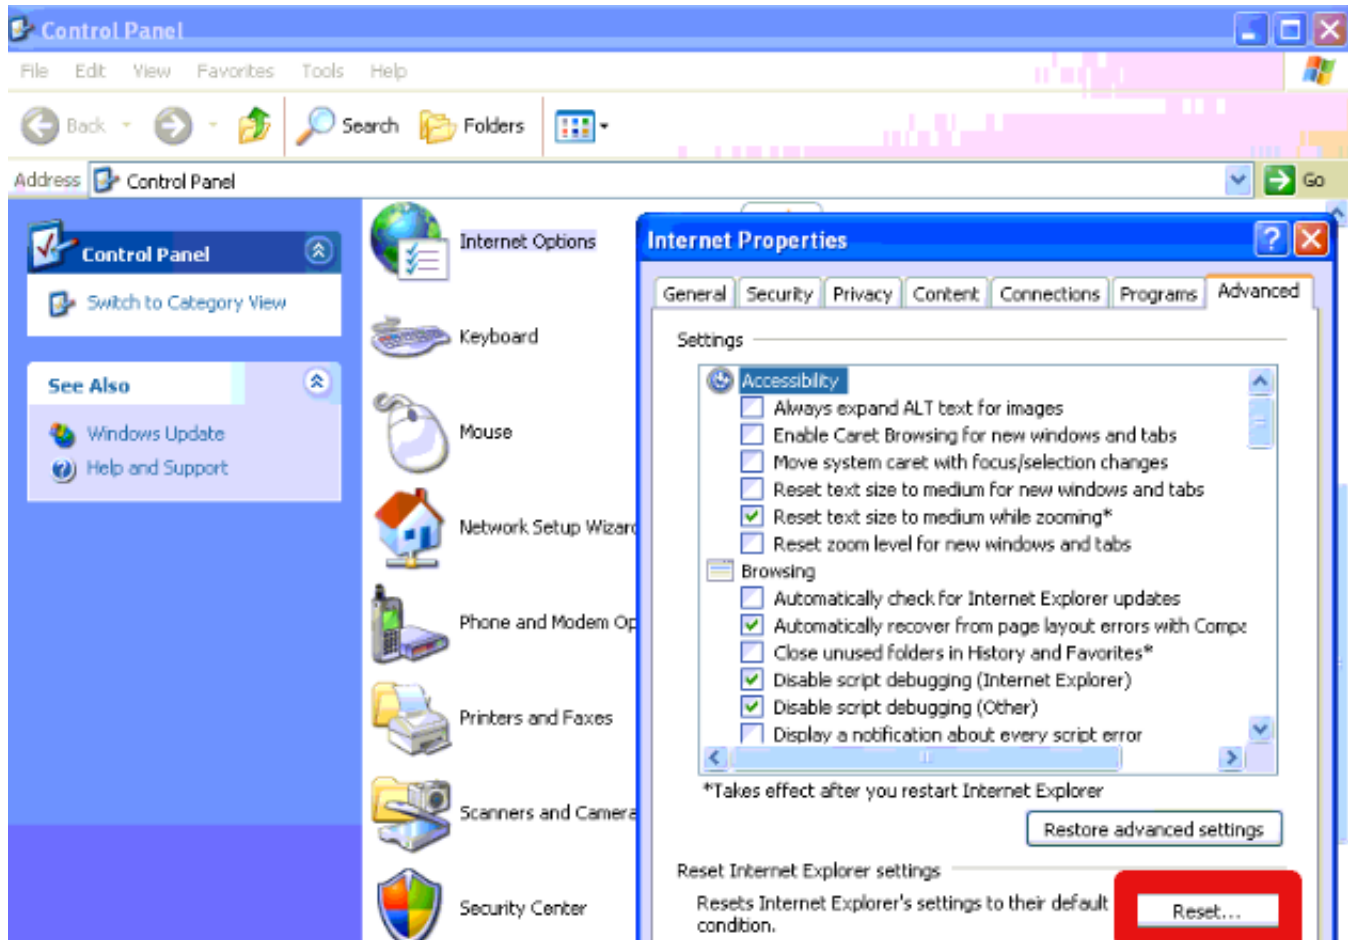 Control Panel
File Edit View Favorites Tools Help
Back Search Folders
Address Control Panel Go
Control Panel
Switch to Category View
See Also
Windows Update
Help and Support
Internet Options
Keyboard
Mouse
Network Setup Wizard
Phone and Modem Op
Printers and Faxes
Scanners and Camera
Security Center
Internet Properties
General Security Privacy Content Connections Programs Advanced
Settings
Accessibility
Always expand ALT text for images
Enable Caret Browsing for new windows and tabs
Move system caret with focus/selection changes
Reset text size to medium for new windows and tabs
Reset text size to medium while zooming*
Reset zoom level for new windows and tabs
Browsing
Automatically check for Internet Explorer updates
Automatically recover from page layout errors with Compa
Close unused folders in History and Favorites*
Disable script debugging (Internet Explorer)
Disable script debugging (Other)
Display a notification about every script error
*Takes effect after you restart Internet Explorer
Restore advanced settings
Reset Internet Explorer settings
Resets Internet Explorer's settings to their default
condition.
Reset...